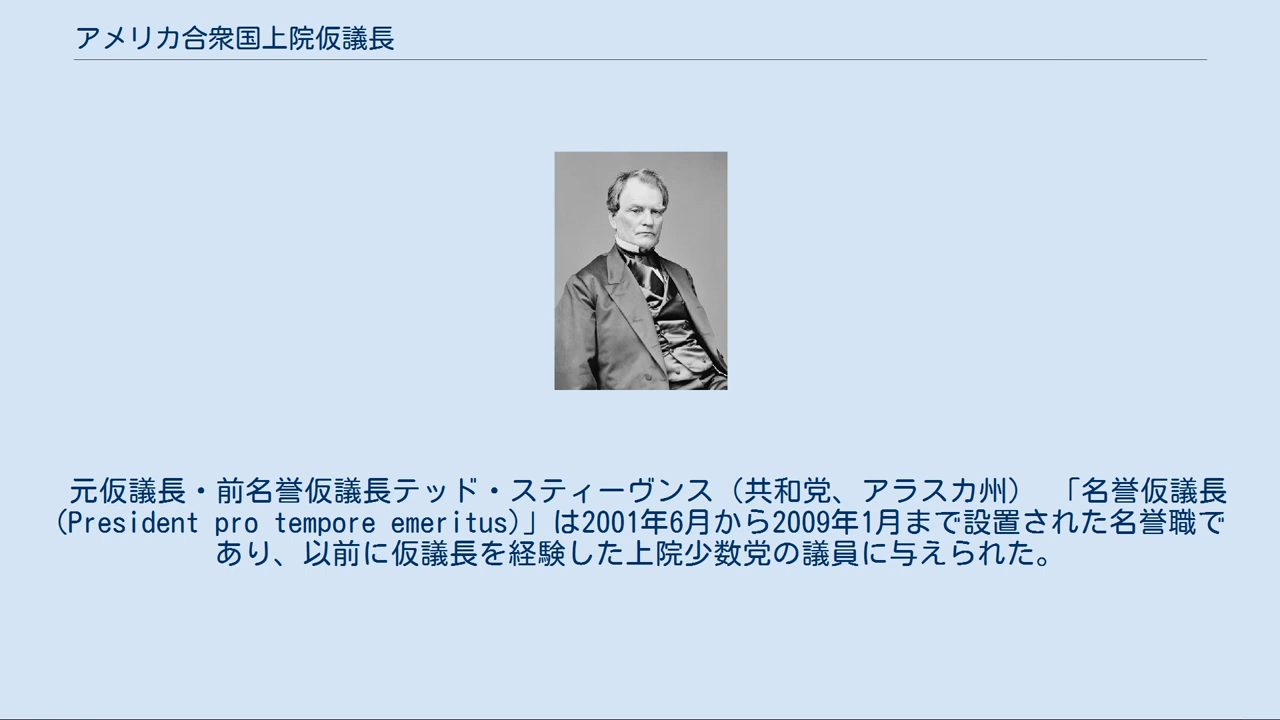 アメリカ合衆国上院仮議長
元仮議長・前名誉仮議長テッド・スティーヴンス（共和党、アラスカ州）　「名誉仮議長
(President pro tempore emeritus)」は2001年6月から2009年1月まで設置された名誉職で
あり、以前に仮議長を経験した上院少数党の議員に与えられた。